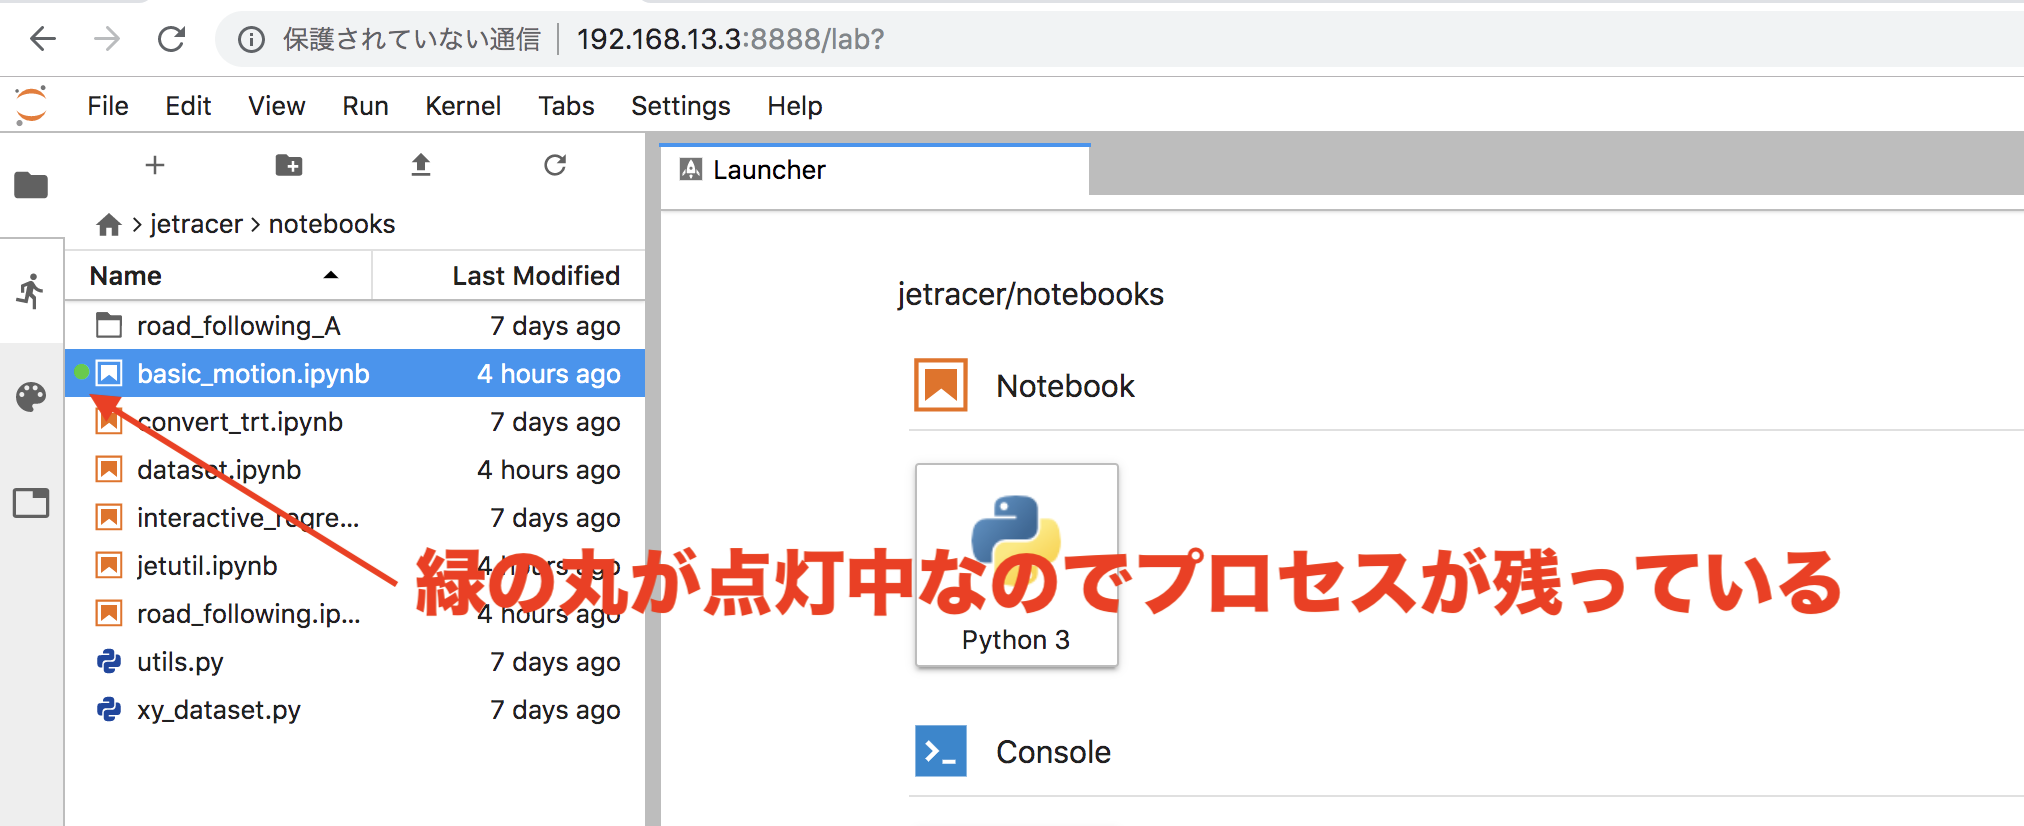 保護されていない通信 | 192.168.13.3:8888/lab?
File Edit View Run Kernel Tabs Settings Help
Launcher
jetracer > notebooks
Name Last Modified
road_following_A 7 days ago
basic_motion.ipynb 4 hours ago
convert_trt.ipynb 7 days ago
dataset.ipynb 4 hours ago
interactive_regre... 7 days ago
jetutil.ipynb 4 hours ago
road_following.ip... 4 hours ago
utils.py 7 days ago
xy_dataset.py 7 days ago
緑の丸が点灯中なのでプロセスが残っている
jetracer/notebooks
Notebook
Python 3
Console